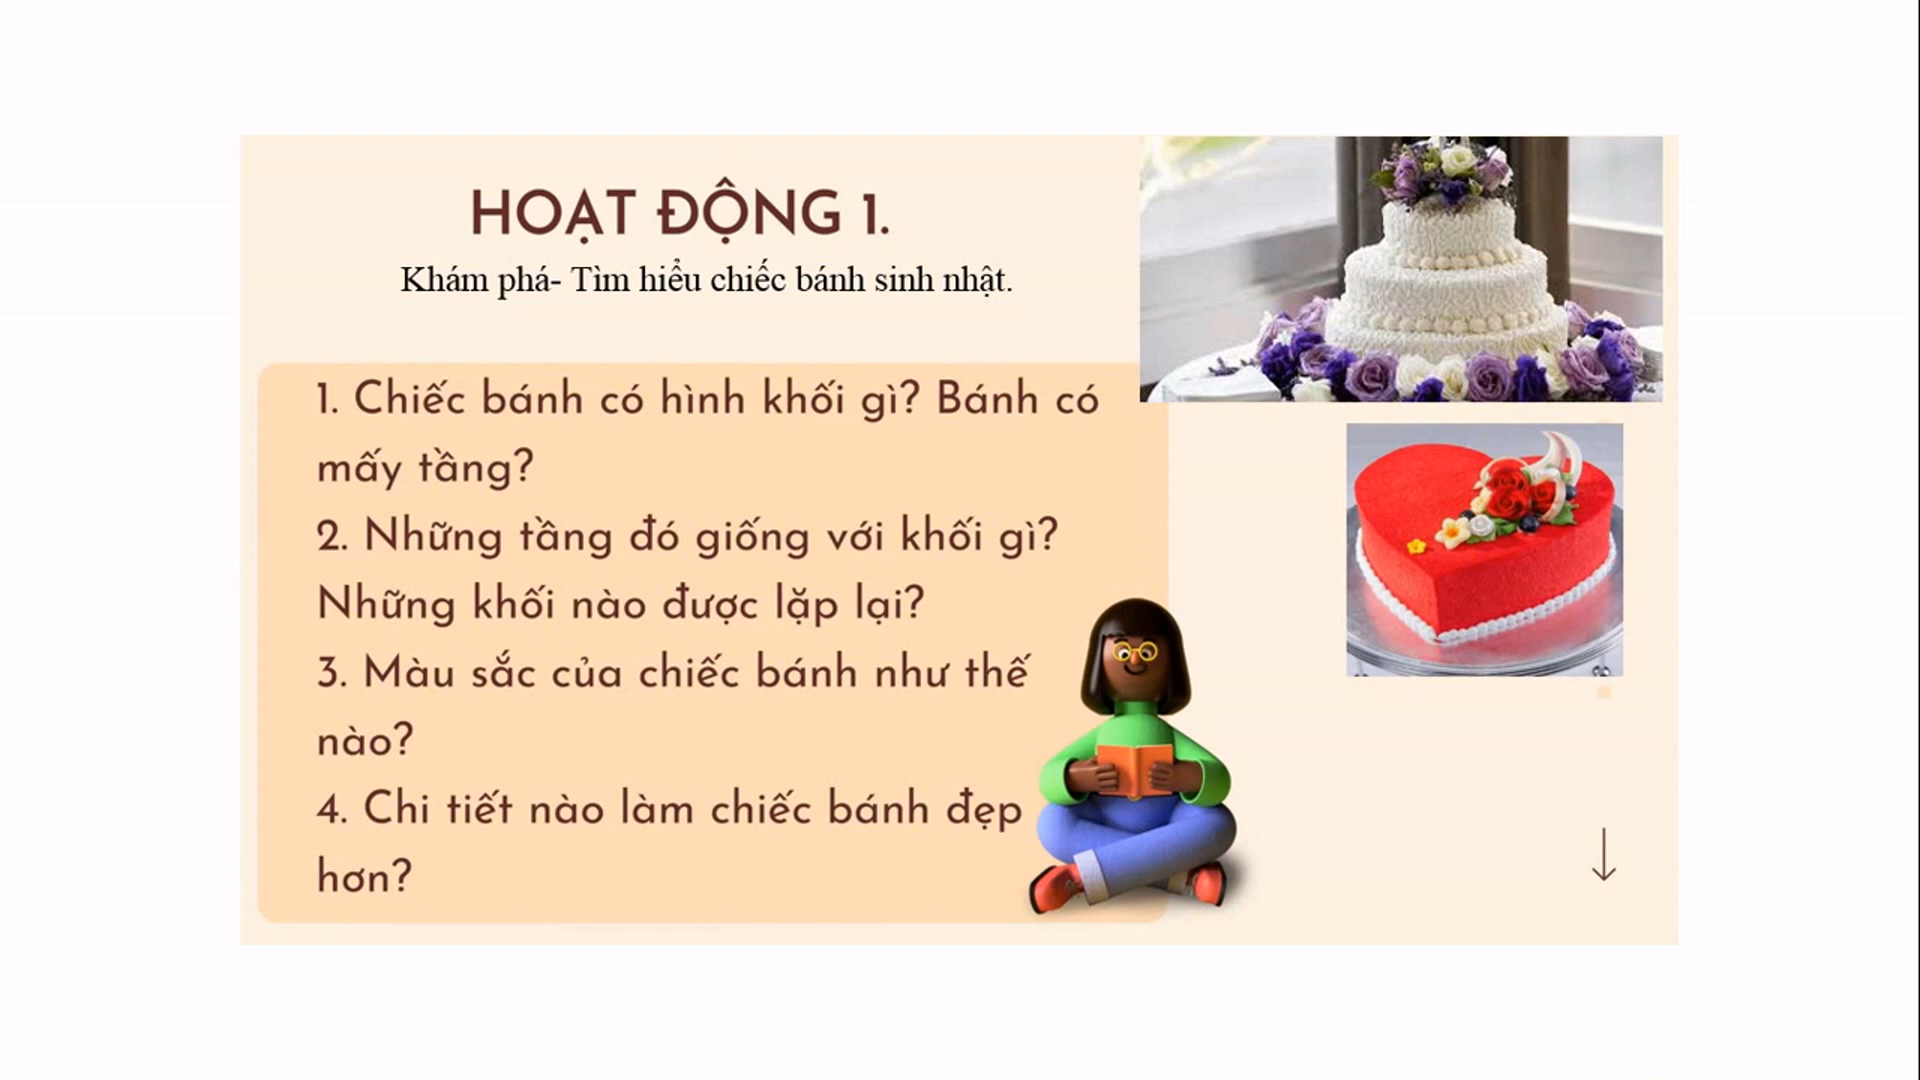 HOẠT ĐỘNG 1.
Khám phá- Tìm hiểu chiếc bánh sinh nhật.
1. Chiếc bánh có hình khối gì? Bánh có
mấy tầng?
2. Những tầng đó giống với khối gì?
Những khối nào được lặp lại?
3. Màu sắc của chiếc bánh như thế
nào?
4. Chi tiết nào làm chiếc bánh đẹp
hơn?